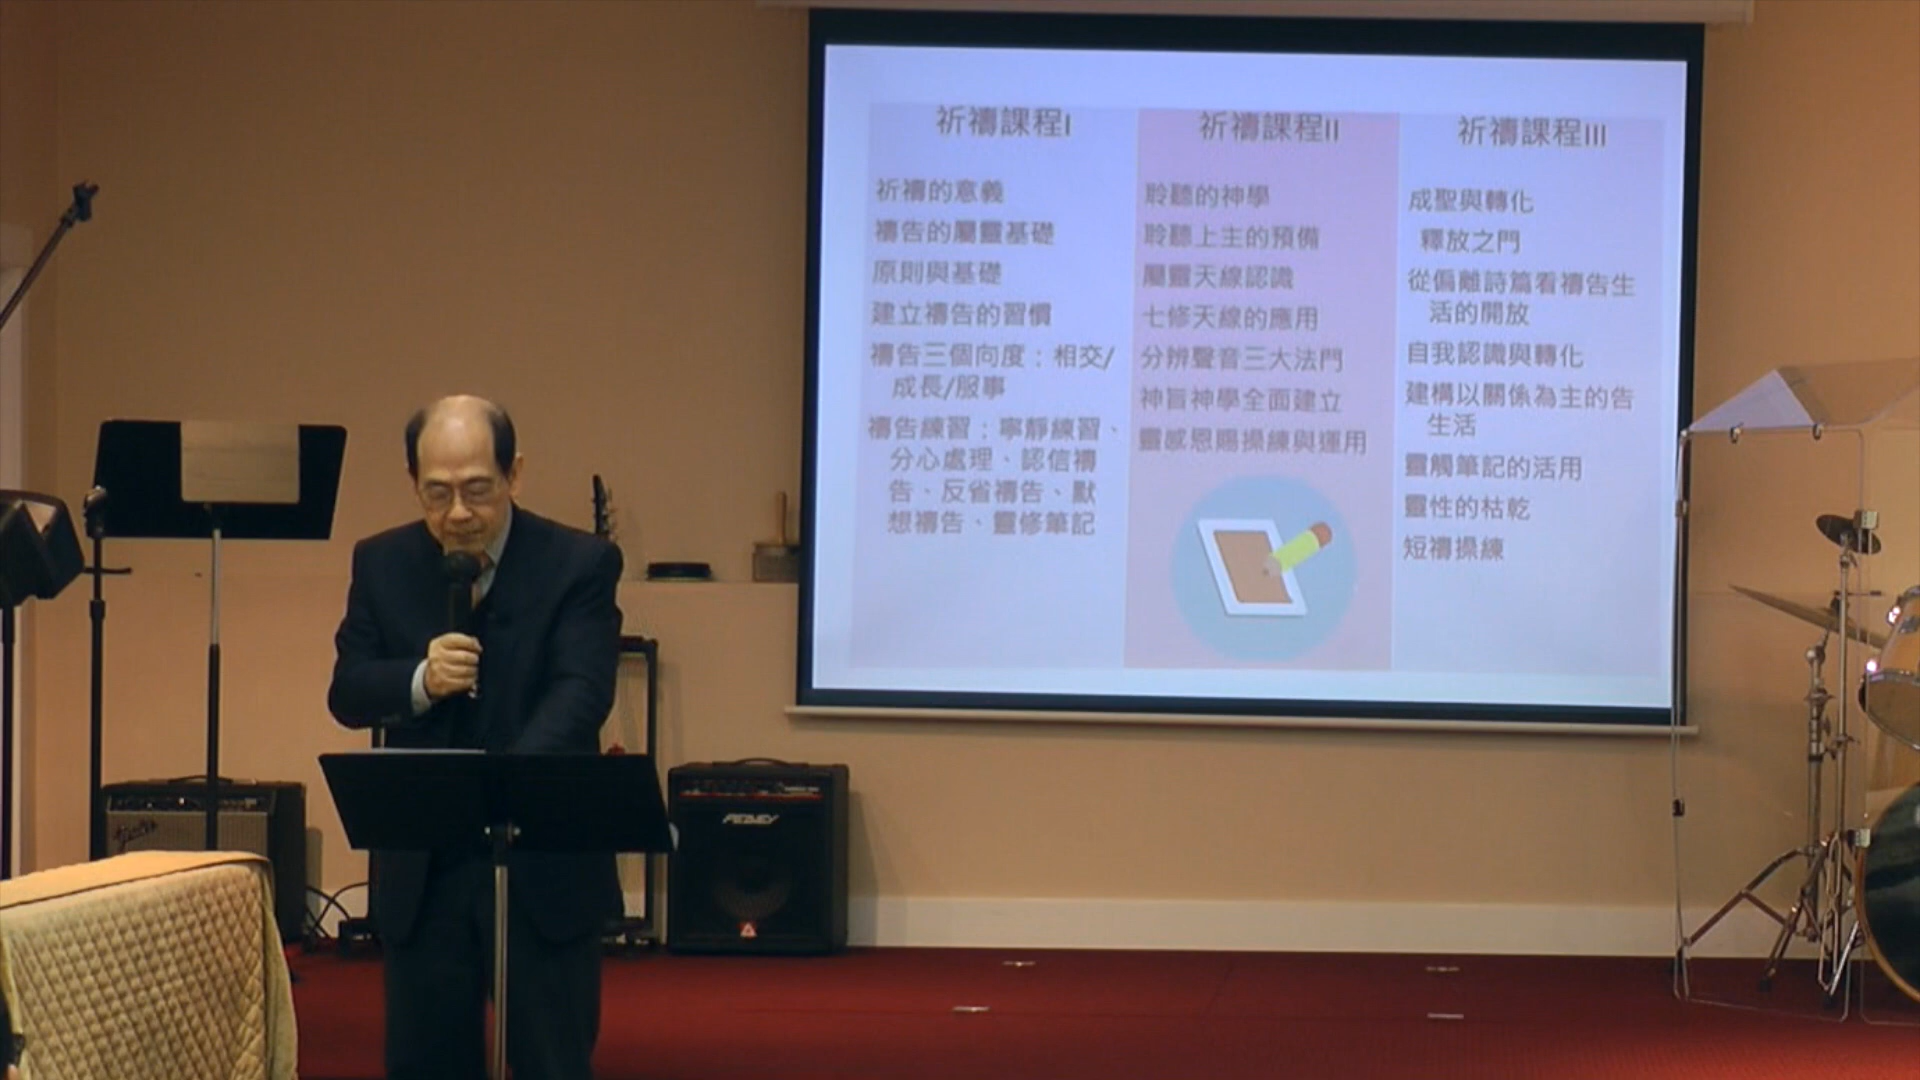 祈禱課程I
祈禱的意義
禱告的屬靈基礎
原則與基礎
建立禱告的習慣
禱告三個向度：相交/
成長/服事
禱告練習：寧靜練習、
分心處理、認信禱
告、反省禱告、默
想禱告、靈修筆記
祈禱課程II
聆聽的神學
聆聽上主的預備
屬靈天線認識
七修天線的應用
分辨聲音三大法門
神旨神學全面建立
靈感恩賜操練與運用
祈禱課程III
成聖與轉化
釋放之門
從偏離詩篇看禱告生
活的開放
自我認識與轉化
建構以關係為主的告
生活
靈觸筆記的活用
靈性的枯乾
短禱操練
Fender
PEAVEY